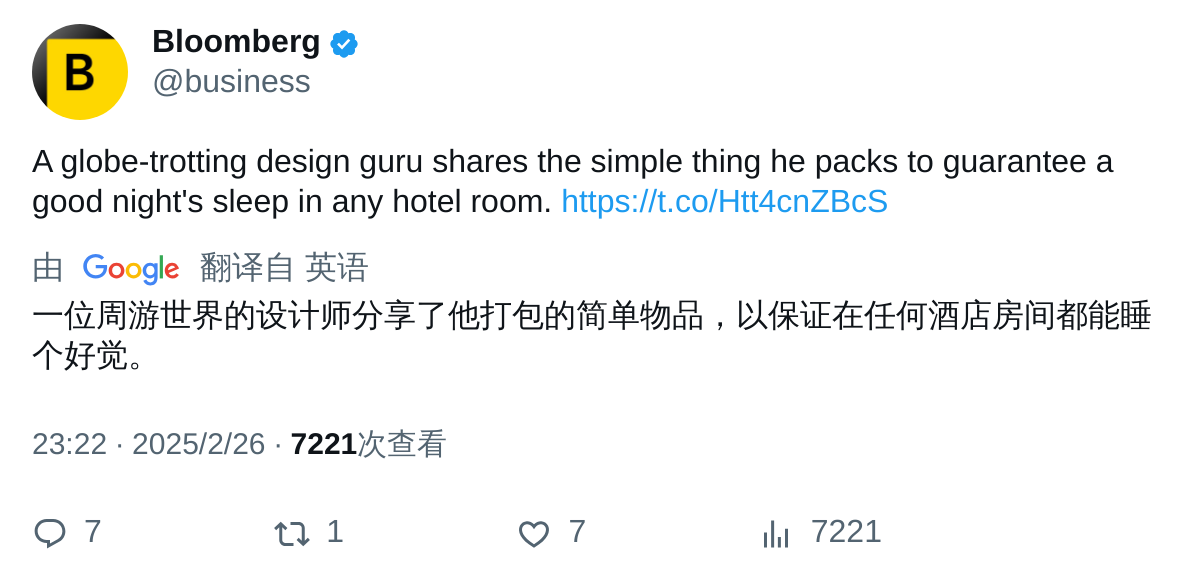 B
Bloomberg
@business
A globe-trotting design guru shares the simple thing he packs to guarantee a
good night's sleep in any hotel room. https://t.co/Htt4cnZBcS
由 Google 翻译自 英语
一位周游世界的设计师分享了他打包的简单物品，以保证在任何酒店房间都能睡
个好觉。
23:22 · 2025/2/26 · 7221次查看
7 1 7 7221